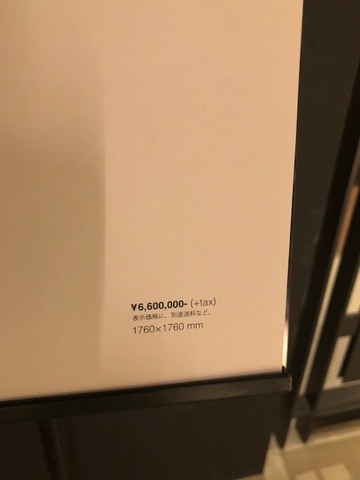 ¥6,600,000- (+tax)
表示価格に、別途送料など。
1760×1760 mm